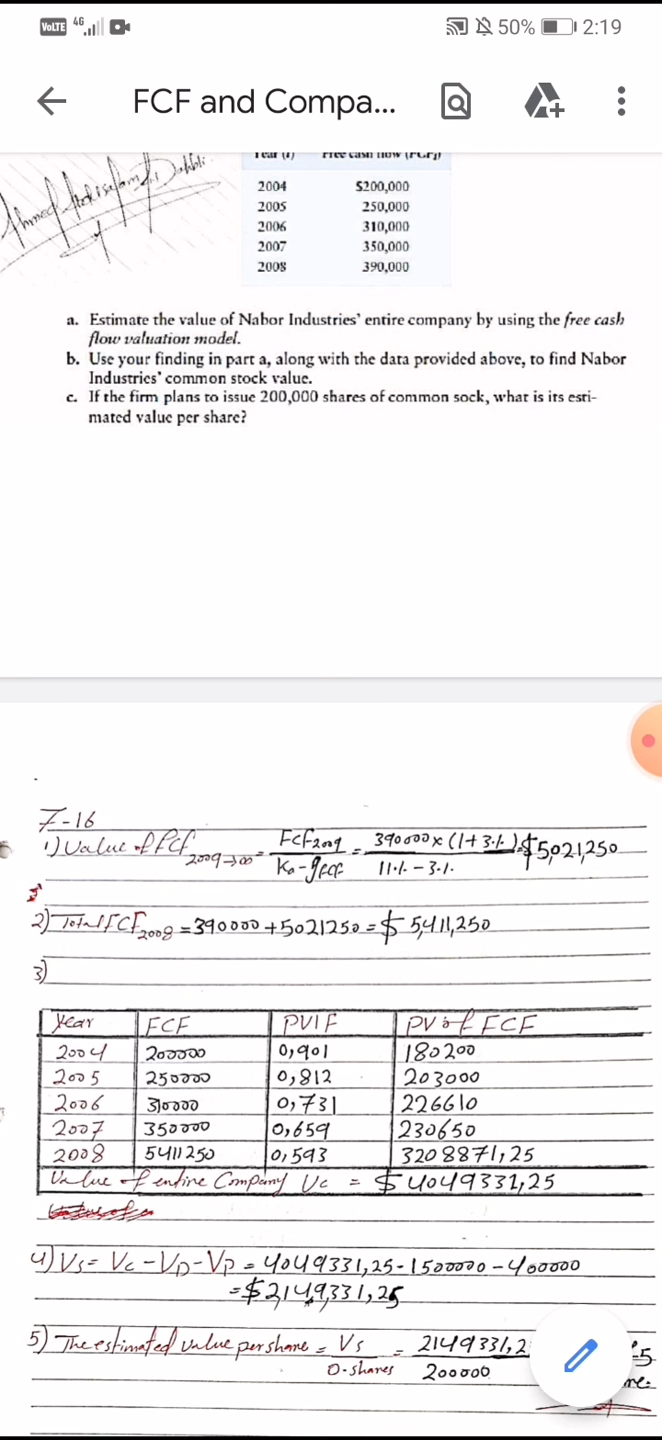 VoLTE 4G 50% 2:19
FCF and Compa...
Year (t) Free cash flow (FCFt)
2004 $200,000
2005 250,000
2006 310,000
2007 350,000
2008 390,000
a. Estimate the value of Nabor Industries' entire company by using the free cash
flow valuation model.
b. Use your finding in part a, along with the data provided above, to find Nabor
Industries' common stock value.
c. If the firm plans to issue 200,000 shares of common sock, what is its esti-
mated value per share?
7-16
1) Value of FCF 2009→∞ = FCF2009 / Ka - gFCF = 390000 x (1+3%) / 11% - 3% = $5,021,250
2) Total FCF2008 = 390000 + 5021250 = $5,411,250
3)
Year FCF PVIF PV of FCF
2004 200000 0,901 180200
2005 250000 0,812 203000
2006 310000 0,731 226610
2007 350000 0,659 230650
2008 5411250 0,593 3208871,25
Value of entire Company Vc = $4049331,25
4) Vs = Vc - VD - VP = 4049331,25 - 1500000 - 400000
= $2,149,331,25
5) The estimated value per share = Vs / O-shares = 2149331,2 / 200000